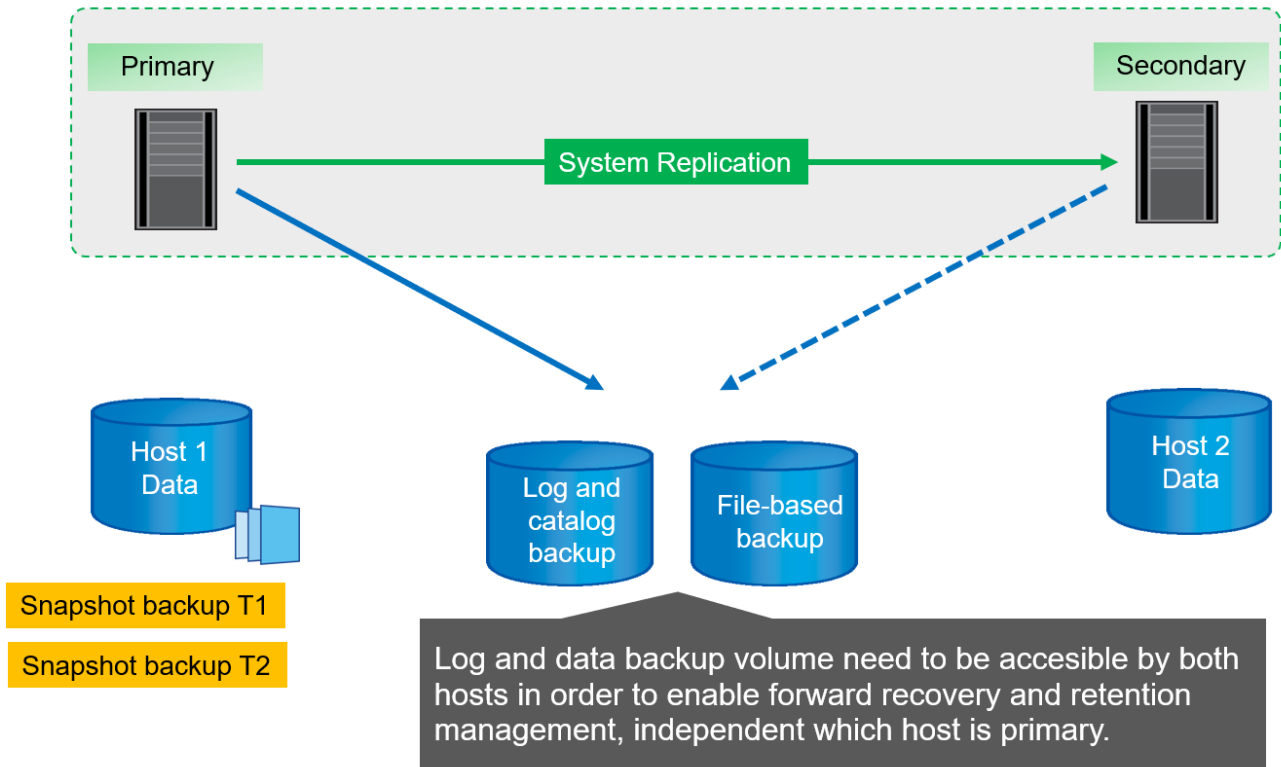 Primary
Secondary
System Replication
Host 1
Data
Log and
catalog
backup
File-based
backup
Host 2
Data
Snapshot backup T1
Snapshot backup T2
Log and data backup volume need to be accesible by both
hosts in order to enable forward recovery and retention
management, independent which host is primary.